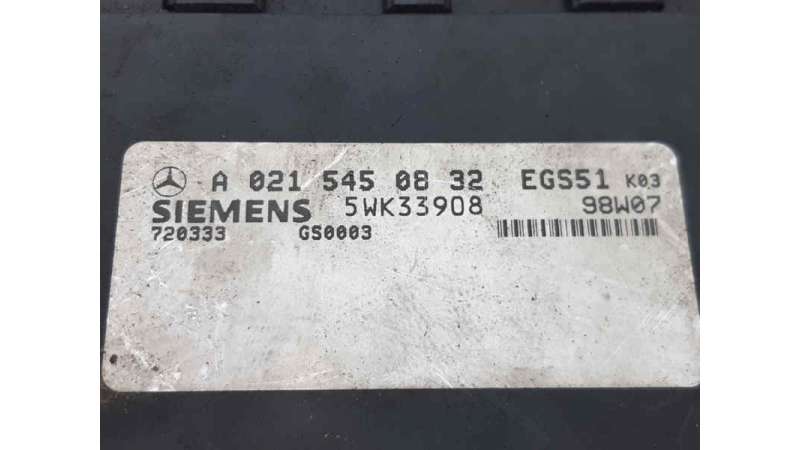 A 021 545 08 32 EGS51 K03
SIEMENS 5WK33908 98W07
720333 GS0003